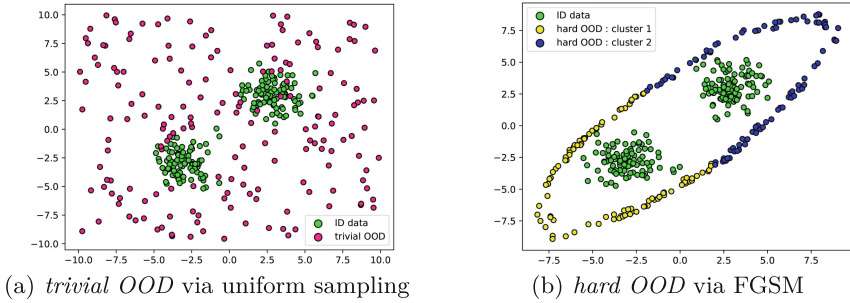 10.0
7.5
5.0
2.5
0.0
−2.5
−5.0
−7.5
−10.0
−10.0 −7.5 −5.0 −2.5 0.0 2.5 5.0 7.5 10.0
ID data
trivial OOD
(a) trivial OOD via uniform sampling
ID data
hard OOD : cluster 1
hard OOD : cluster 2
7.5
5.0
2.5
0.0
−2.5
−5.0
−7.5
−7.5 −5.0 −2.5 0.0 2.5 5.0 7.5
(b) hard OOD via FGSM